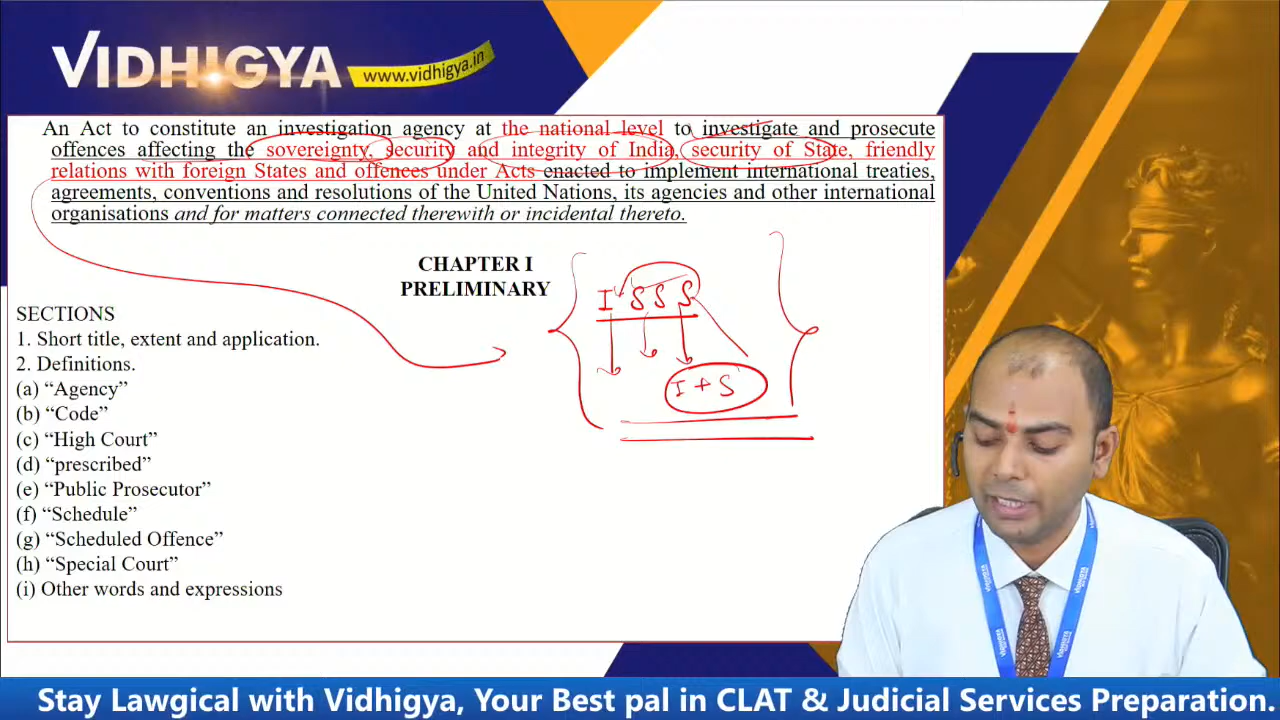 VIDHIGYA
www.vidhigya.in
An Act to constitute an investigation agency at the national level to investigate and prosecute
offences affecting the sovereignty, security and integrity of India, security of State, friendly
relations with foreign States and offences under Acts enacted to implement international treaties,
agreements, conventions and resolutions of the United Nations, its agencies and other international
organisations and for matters connected therewith or incidental thereto.
CHAPTER I
PRELIMINARY
I S S S
I + S
SECTIONS
1. Short title, extent and application.
2. Definitions.
(a) “Agency”
(b) “Code”
(c) “High Court”
(d) “prescribed”
(e) “Public Prosecutor”
(f) “Schedule”
(g) “Scheduled Offence”
(h) “Special Court”
(i) Other words and expressions
VIDHIGYA
VIDHIGYA
Stay Lawgical with Vidhigya, Your Best pal in CLAT & Judicial Services Preparation.